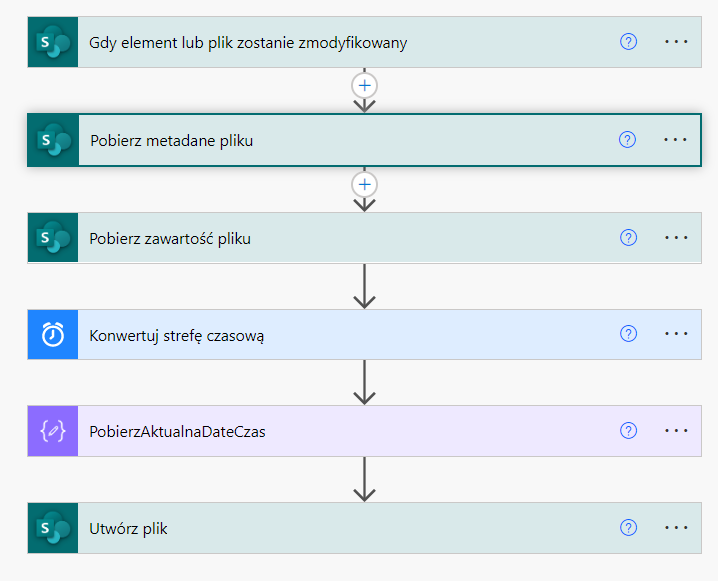 Gdy element lub plik zostanie zmodyfikowany
Pobierz metadane pliku
Pobierz zawartość pliku
Konwertuj strefę czasową
PobierzAktualnaDateCzas
Utwórz plik